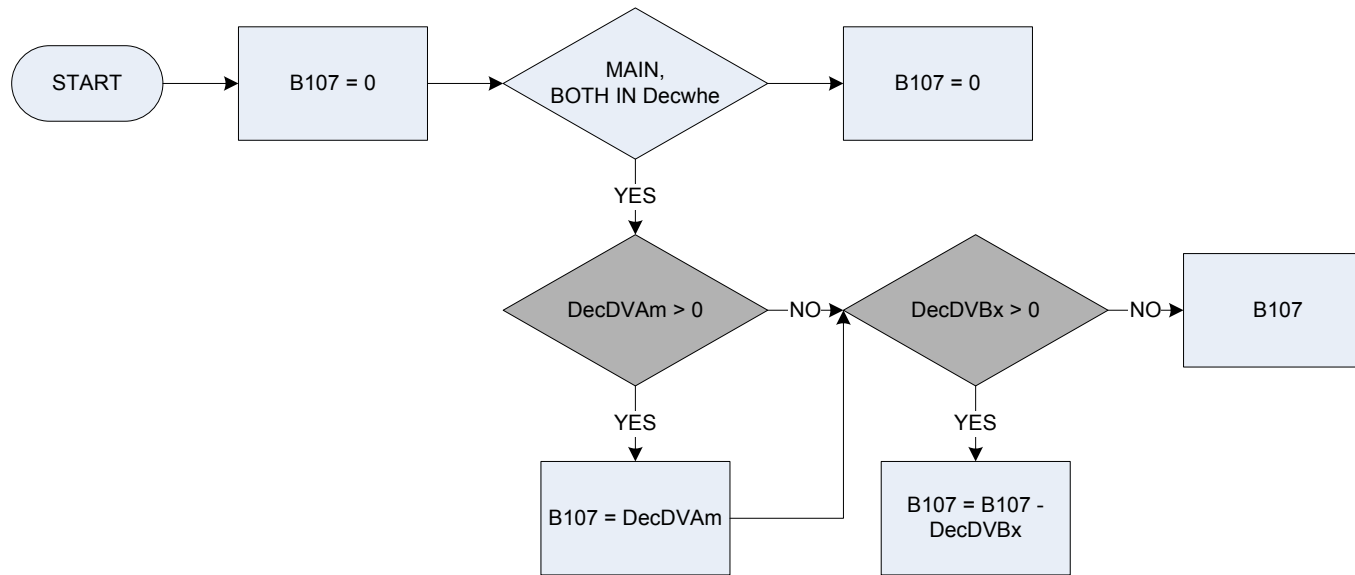 START
B107 = 0
MAIN,
BOTH IN Decwhe
B107 = 0
YES
DecDVAm > 0
NO
DecDVBx > 0
NO
B107
YES
YES
B107 = DecDVAm
B107 = B107 -
DecDVBx